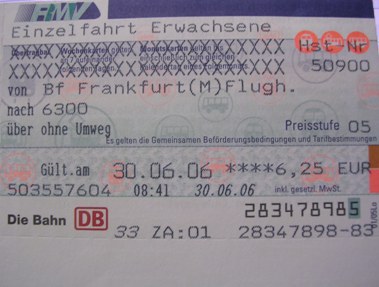 RMV
Einzelfahrt Erwachsene
Hst-Nr
XXXXXXXXXXXXXXXXXXXXXXXX
XXXXXXXXXXXXXXXXXXXXXXXX 50900
von Bf Frankfurt(M)Flugh.
nach 6300
über ohne Umweg Preisstufe 05
Es gelten die Gemeinsamen Beförderungsbedingungen und Tarifbestimmungen
Gült.am 30.06.06 ****6,25 EUR
503557604 08:41 30.06.06 inkl. gesetzl. MwSt.
283478985
Die Bahn DB
33 ZA:01 28347898-83